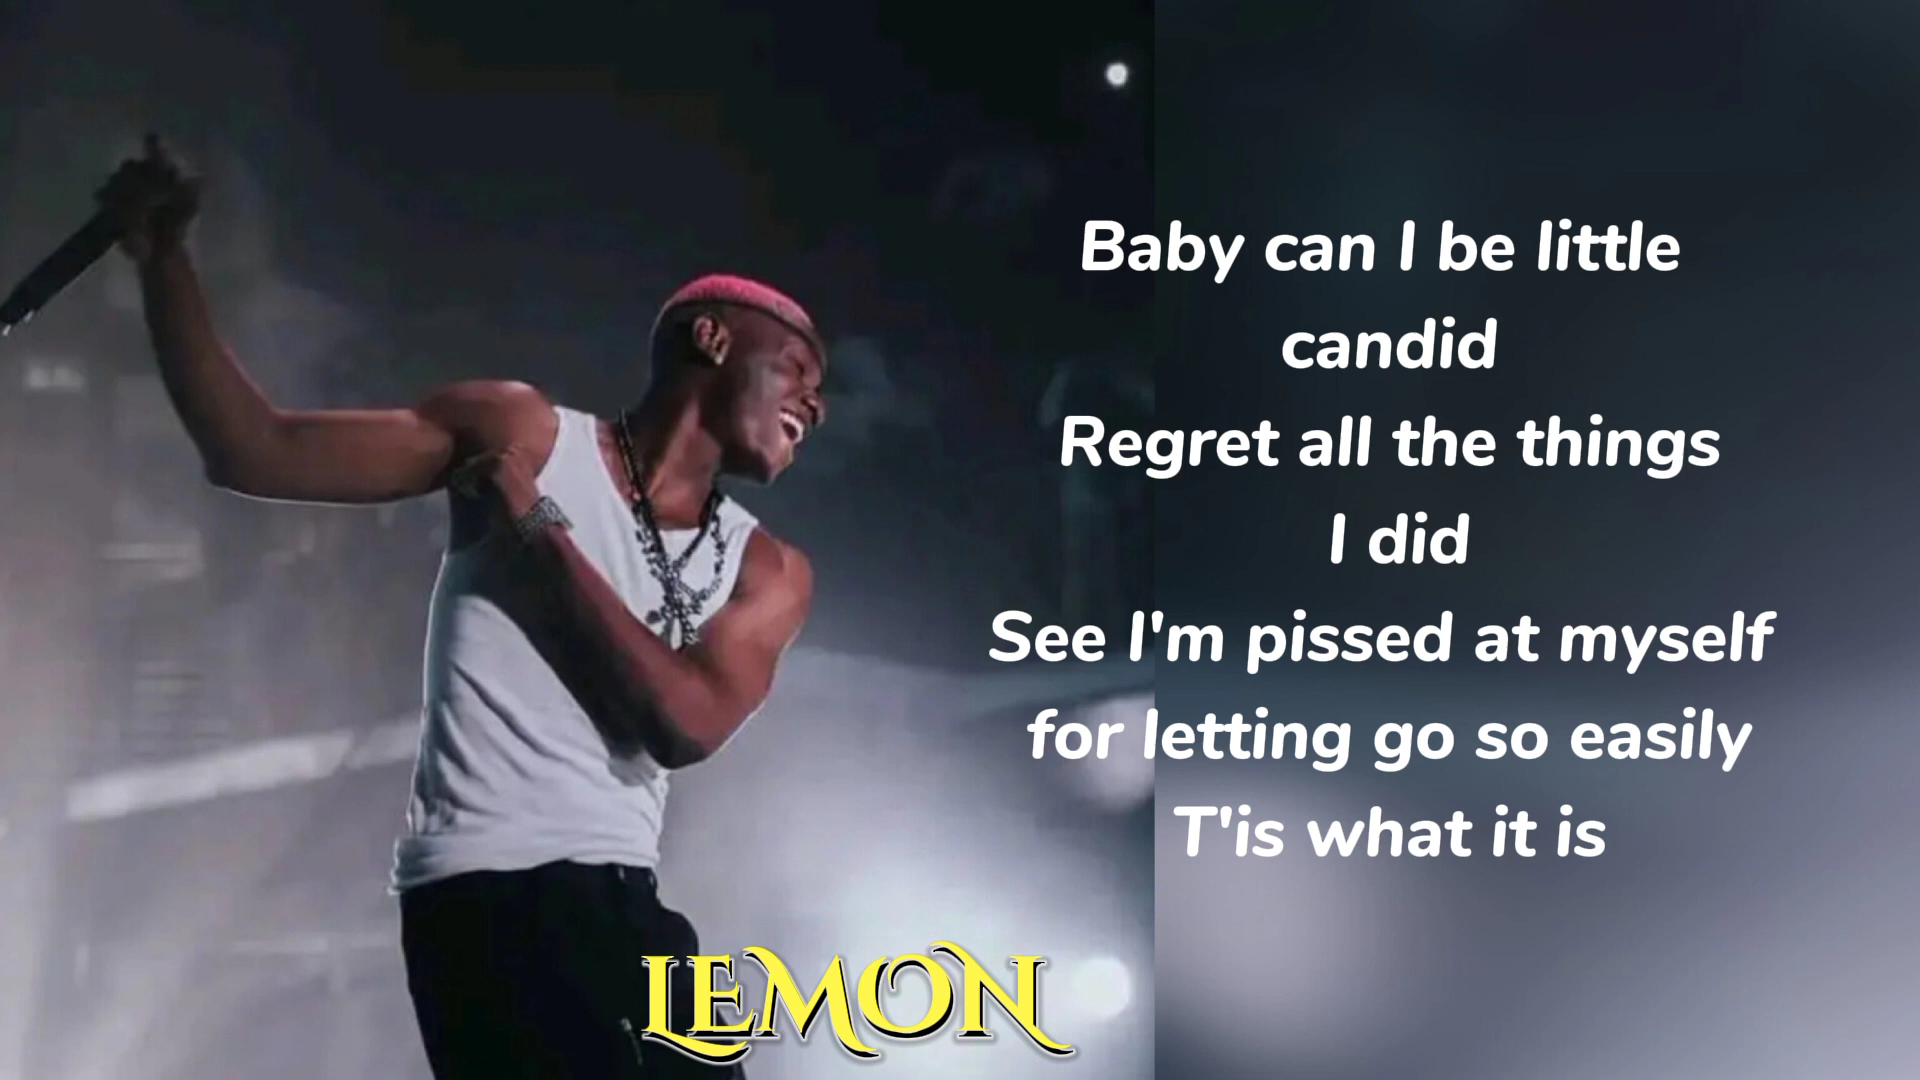 Baby can I be little
candid
Regret all the things
I did
See I'm pissed at myself
for letting go so easily
T'is what it is
LEMON